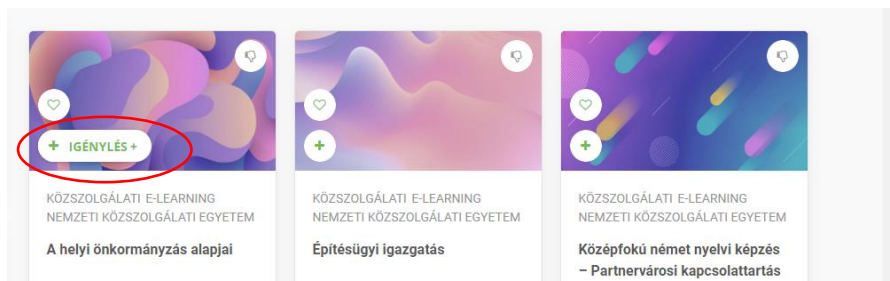 + IGÉNYLÉS +
KÖZSZOLGÁLATI E-LEARNING
NEMZETI KÖZSZOLGÁLATI EGYETEM
A helyi önkormányzás alapjai
+
KÖZSZOLGÁLATI E-LEARNING
NEMZETI KÖZSZOLGÁLATI EGYETEM
Építésügyi igazgatás
+
KÖZSZOLGÁLATI E-LEARNING
NEMZETI KÖZSZOLGÁLATI EGYETEM
Középfokú német nyelvi képzés
– Partnervárosi kapcsolattartás